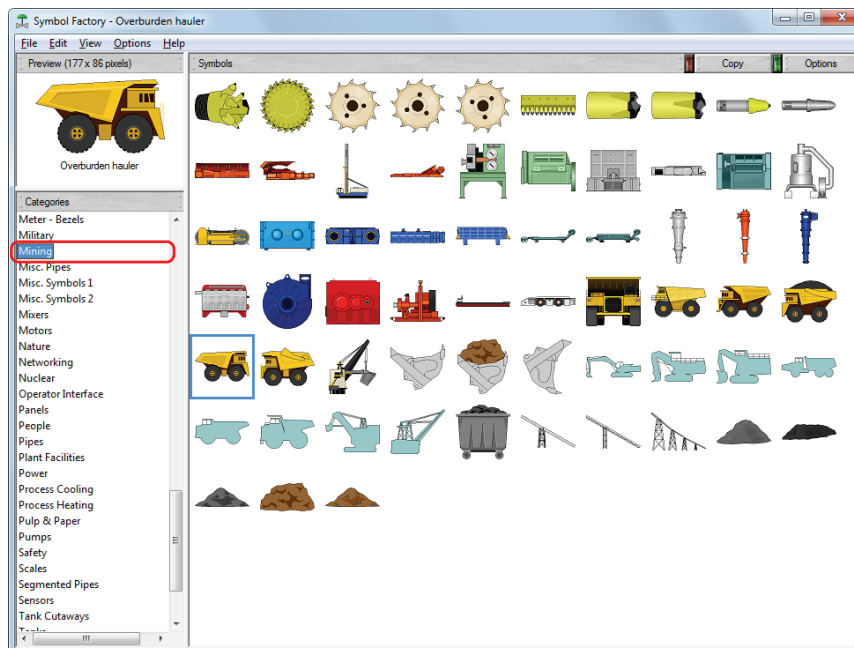 Symbol Factory - Overburden hauler
File Edit View Options Help
Preview (177 x 86 pixels)
Symbols
Copy
Options
Overburden hauler
Categories
Meter - Bezels
Military
Mining
Misc. Pipes
Misc. Symbols 1
Misc. Symbols 2
Mixers
Motors
Nature
Networking
Nuclear
Operator Interface
Panels
People
Pipes
Plant Facilities
Power
Process Cooling
Process Heating
Pulp & Paper
Pumps
Safety
Scales
Segmented Pipes
Sensors
Tank Cutaways